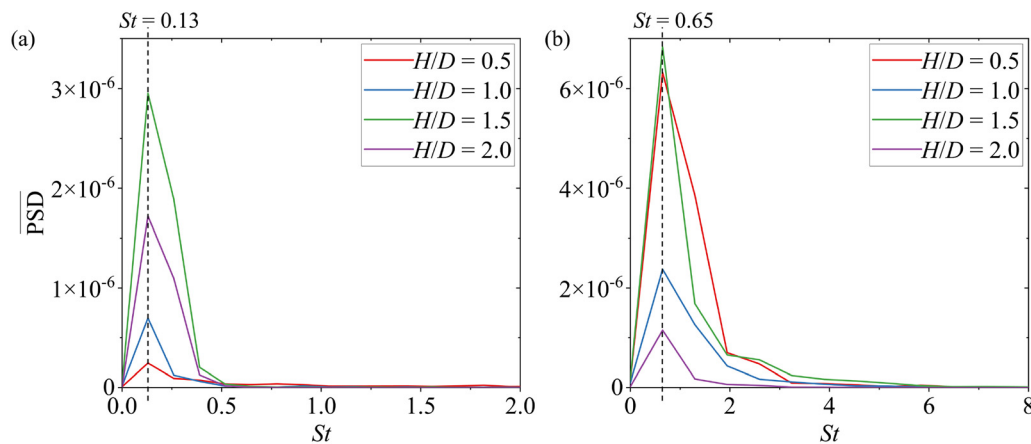 St = 0.13
St = 0.65
(a)
H/D = 0.5
H/D = 1.0
H/D = 1.5
H/D = 2.0
3×10⁻⁶
2×10⁻⁶
1×10⁻⁶
0
PSD
0.0 0.5 1.0 1.5 2.0
St
(b)
H/D = 0.5
H/D = 1.0
H/D = 1.5
H/D = 2.0
6×10⁻⁶
4×10⁻⁶
2×10⁻⁶
0
0 2 4 6 8
St